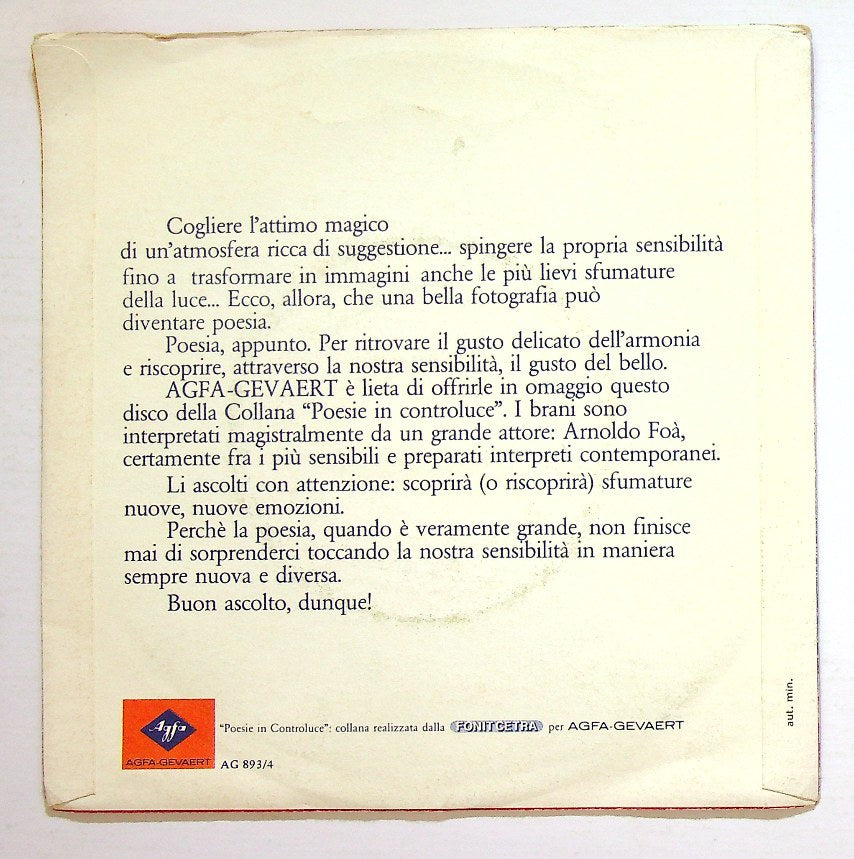 Cogliere l'attimo magico
di un'atmosfera ricca di suggestione... spingere la propria sensibilità
fino a trasformare in immagini anche le più lievi sfumature
della luce... Ecco, allora, che una bella fotografia può
diventare poesia.
Poesia, appunto. Per ritrovare il gusto delicato dell'armonia
e riscoprire, attraverso la nostra sensibilità, il gusto del bello.
AGFA-GEVAERT è lieta di offrirle in omaggio questo
disco della Collana “Poesie in controluce”. I brani sono
interpretati magistralmente da un grande attore: Arnoldo Foà,
certamente fra i più sensibili e preparati interpreti contemporanei.
Li ascolti con attenzione: scoprirà (o riscoprirà) sfumature
nuove, nuove emozioni.
Perchè la poesia, quando è veramente grande, non finisce
mai di sorprenderci toccando la nostra sensibilità in maniera
sempre nuova e diversa.
Buon ascolto, dunque!
Agfa
AGFA-GEVAERT
“Poesie in Controluce”: collana realizzata dalla FONIT CETRA per AGFA-GEVAERT
AG 893/4
aut. min.